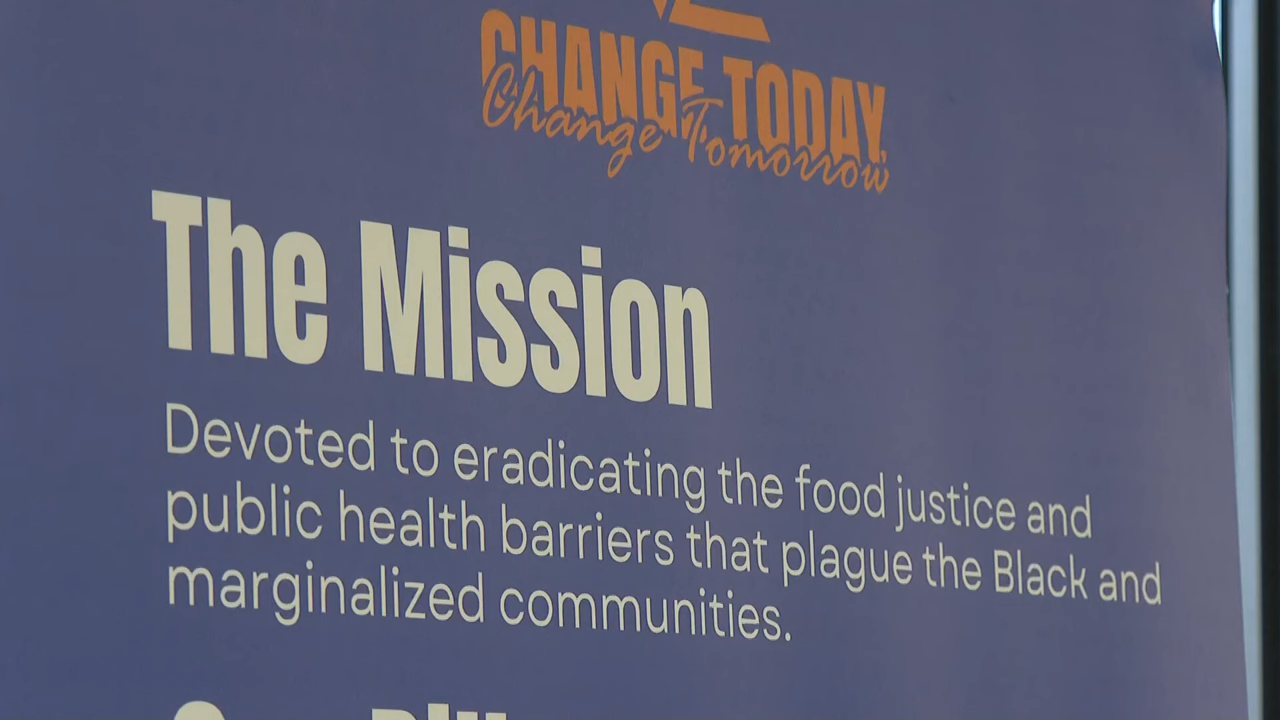 CHANGE TODAY,
Change Tomorrow
The Mission
Devoted to eradicating the food justice and
public health barriers that plague the Black and
marginalized communities.